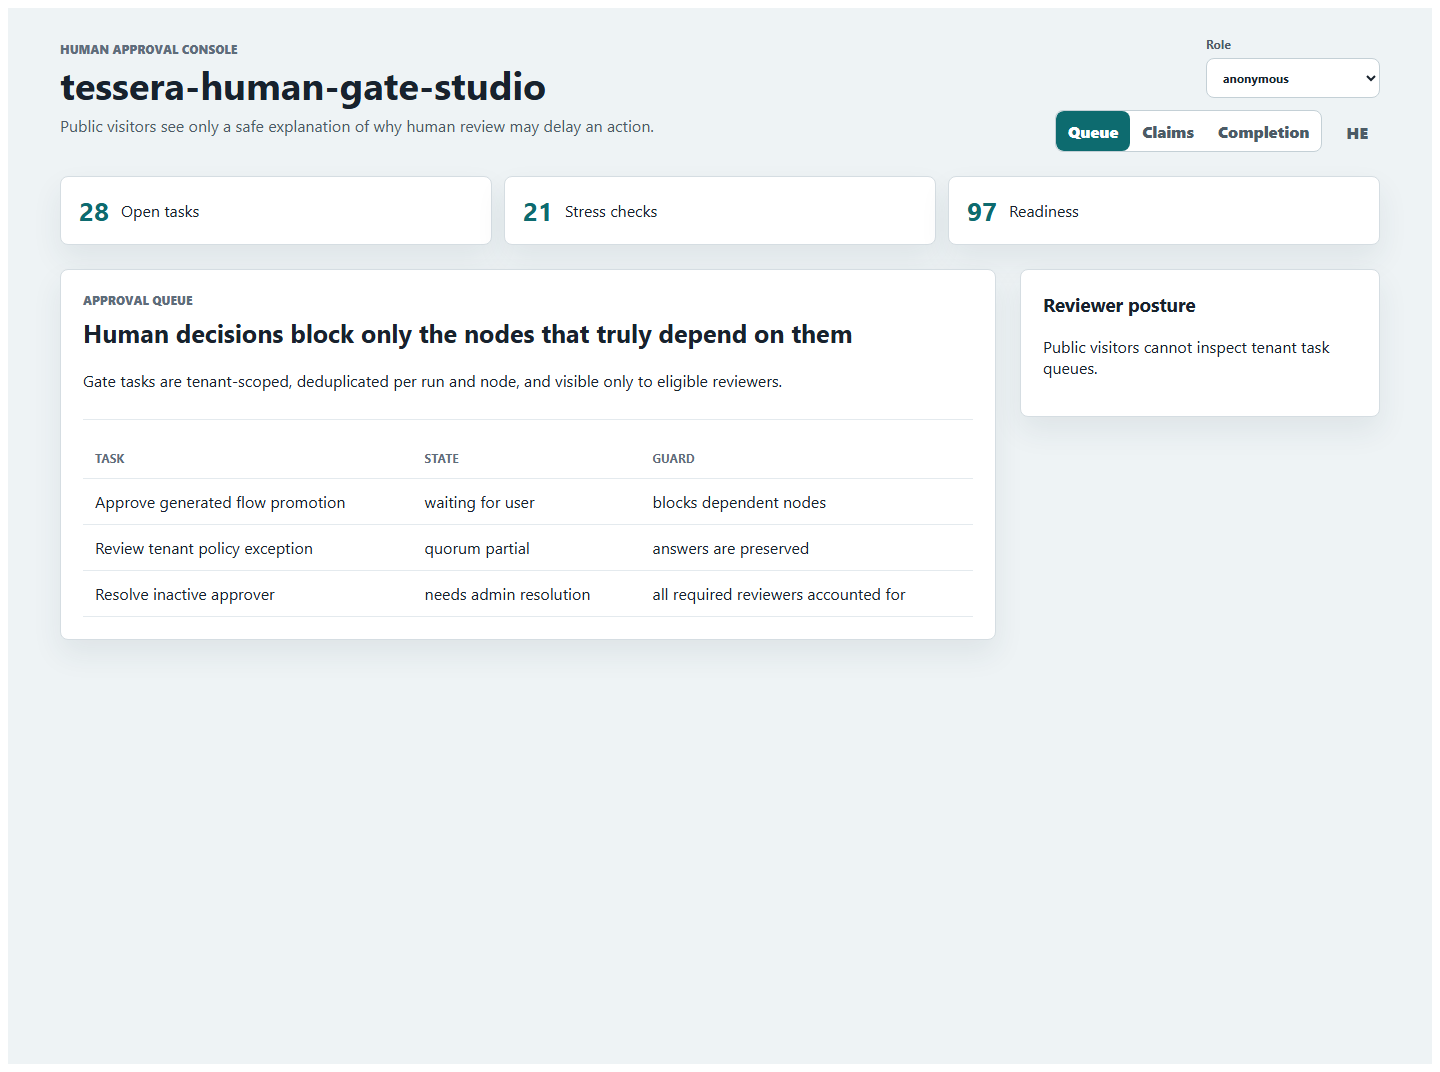 HUMAN APPROVAL CONSOLE
tessera-human-gate-studio
Public visitors see only a safe explanation of why human review may delay an action.
Role
anonymous
Queue Claims Completion HE
28 Open tasks
21 Stress checks
97 Readiness
APPROVAL QUEUE
Human decisions block only the nodes that truly depend on them
Gate tasks are tenant-scoped, deduplicated per run and node, and visible only to eligible reviewers.
TASK STATE GUARD
Approve generated flow promotion waiting for user blocks dependent nodes
Review tenant policy exception quorum partial answers are preserved
Resolve inactive approver needs admin resolution all required reviewers accounted for
Reviewer posture
Public visitors cannot inspect tenant task
queues.